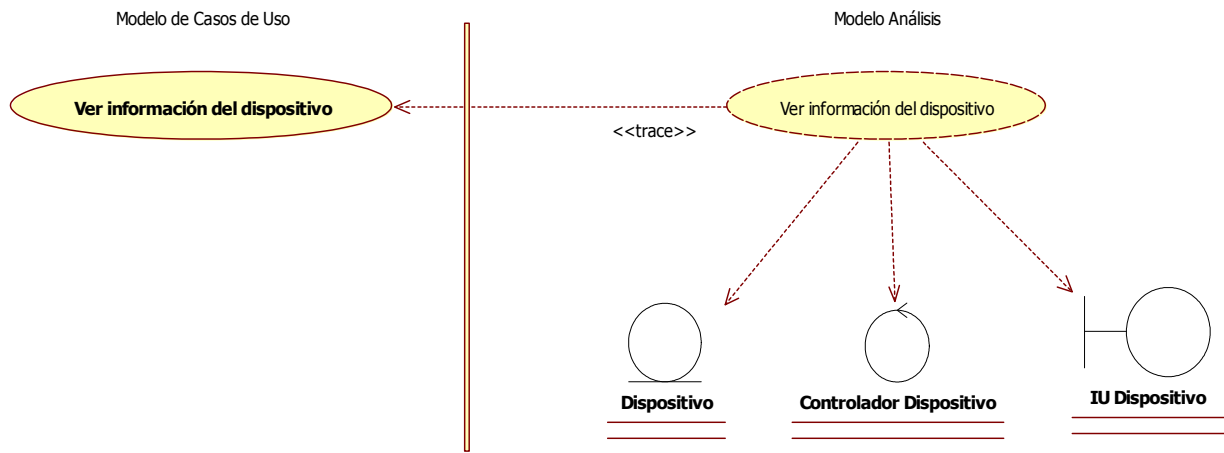 Modelo de Casos de Uso
Modelo Análisis
Ver información del dispositivo
Ver información del dispositivo
<<trace>>
Dispositivo
Controlador Dispositivo
IU Dispositivo